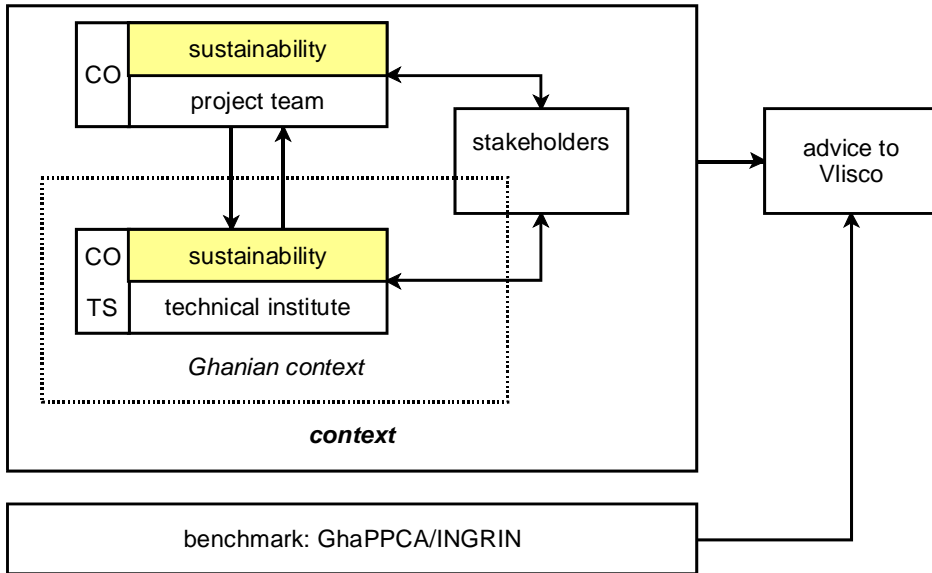 CO
sustainability
project team
stakeholders
advice to
Vlisco
CO
TS
sustainability
technical institute
Ghanian context
context
benchmark: GhaPPCA/INGRIN